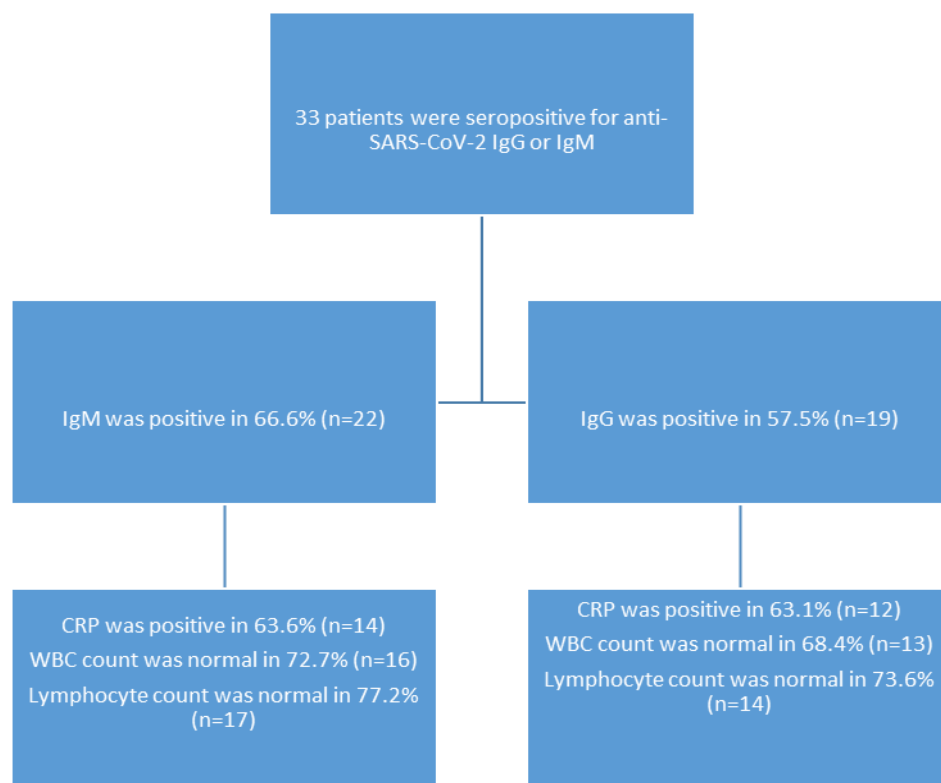 33 patients were seropositive for anti-
SARS-CoV-2 IgG or IgM
IgM was positive in 66.6% (n=22)
IgG was positive in 57.5% (n=19)
CRP was positive in 63.6% (n=14)
WBC count was normal in 72.7% (n=16)
Lymphocyte count was normal in 77.2%
(n=17)
CRP was positive in 63.1% (n=12)
WBC count was normal in 68.4% (n=13)
Lymphocyte count was normal in 73.6%
(n=14)